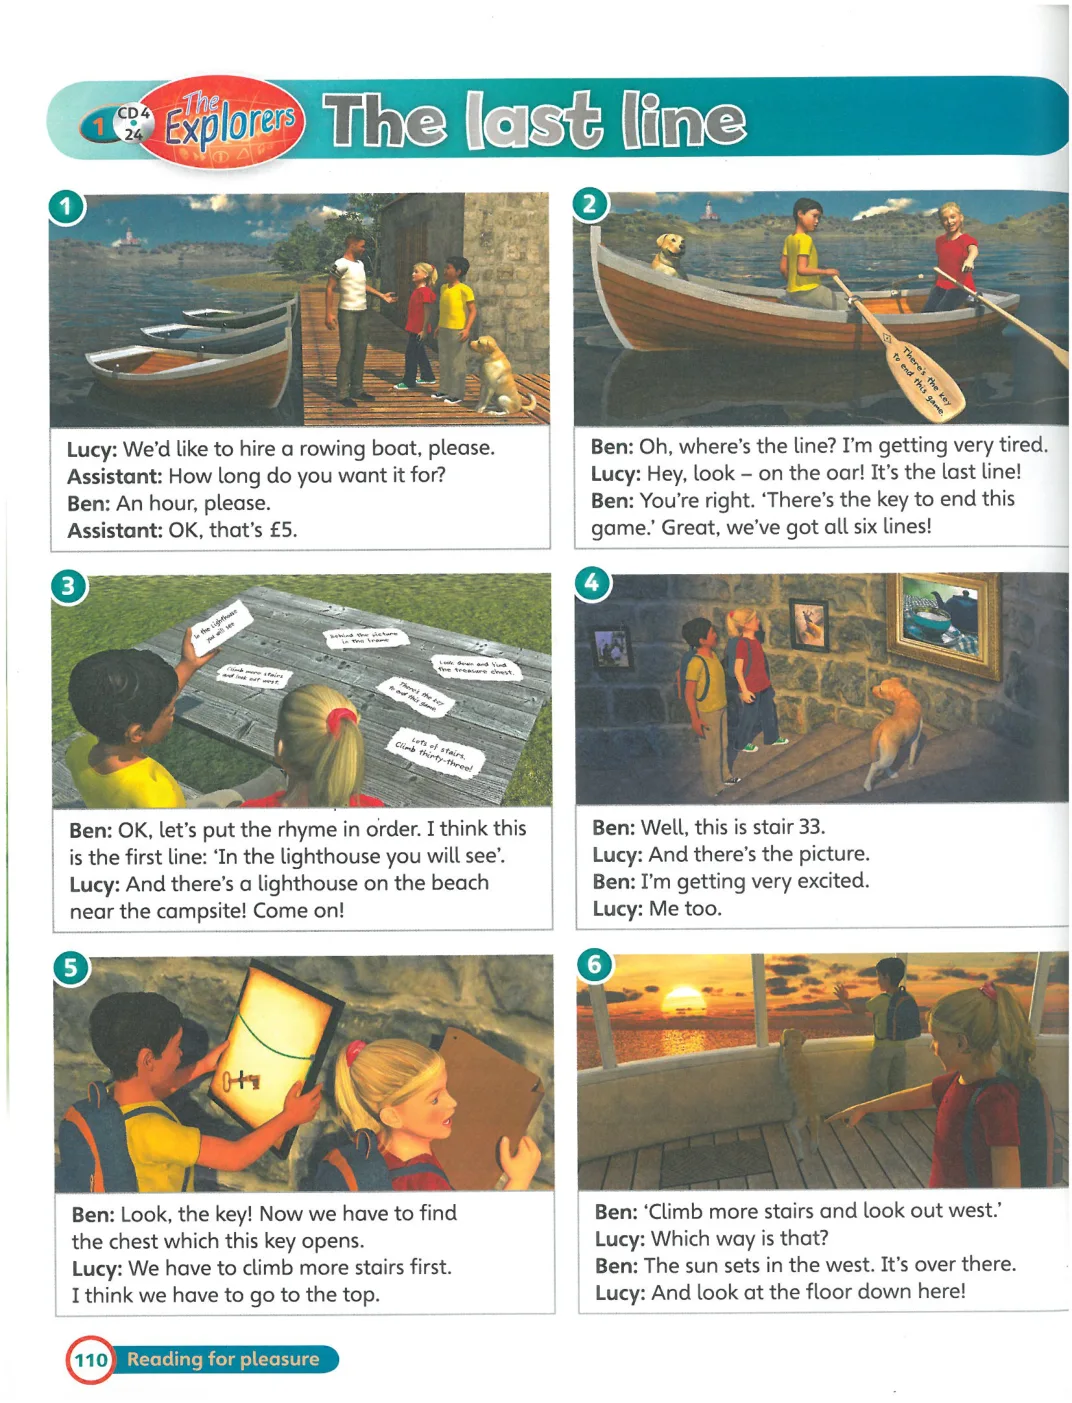 1
CD 4
24
The
Explorers
The last line
1
Lucy: We'd like to hire a rowing boat, please.
Assistant: How long do you want it for?
Ben: An hour, please.
Assistant: OK, that's £5.
2
There's the key
to end this game.
Ben: Oh, where's the line? I'm getting very tired.
Lucy: Hey, look – on the oar! It's the last line!
Ben: You're right. 'There's the key to end this
game.' Great, we've got all six lines!
3
In the lighthouse
you will see
Behind the picture
in the frame
Climb more stairs
and look out west.
Look down and find
the treasure chest.
There's the key
to end this game.
Lots of stairs.
Climb thirty-three!
Ben: OK, let's put the rhyme in order. I think this
is the first line: 'In the lighthouse you will see'.
Lucy: And there's a lighthouse on the beach
near the campsite! Come on!
4
Ben: Well, this is stair 33.
Lucy: And there's the picture.
Ben: I'm getting very excited.
Lucy: Me too.
5
Ben: Look, the key! Now we have to find
the chest which this key opens.
Lucy: We have to climb more stairs first.
I think we have to go to the top.
6
Ben: 'Climb more stairs and look out west.'
Lucy: Which way is that?
Ben: The sun sets in the west. It's over there.
Lucy: And look at the floor down here!
110
Reading for pleasure